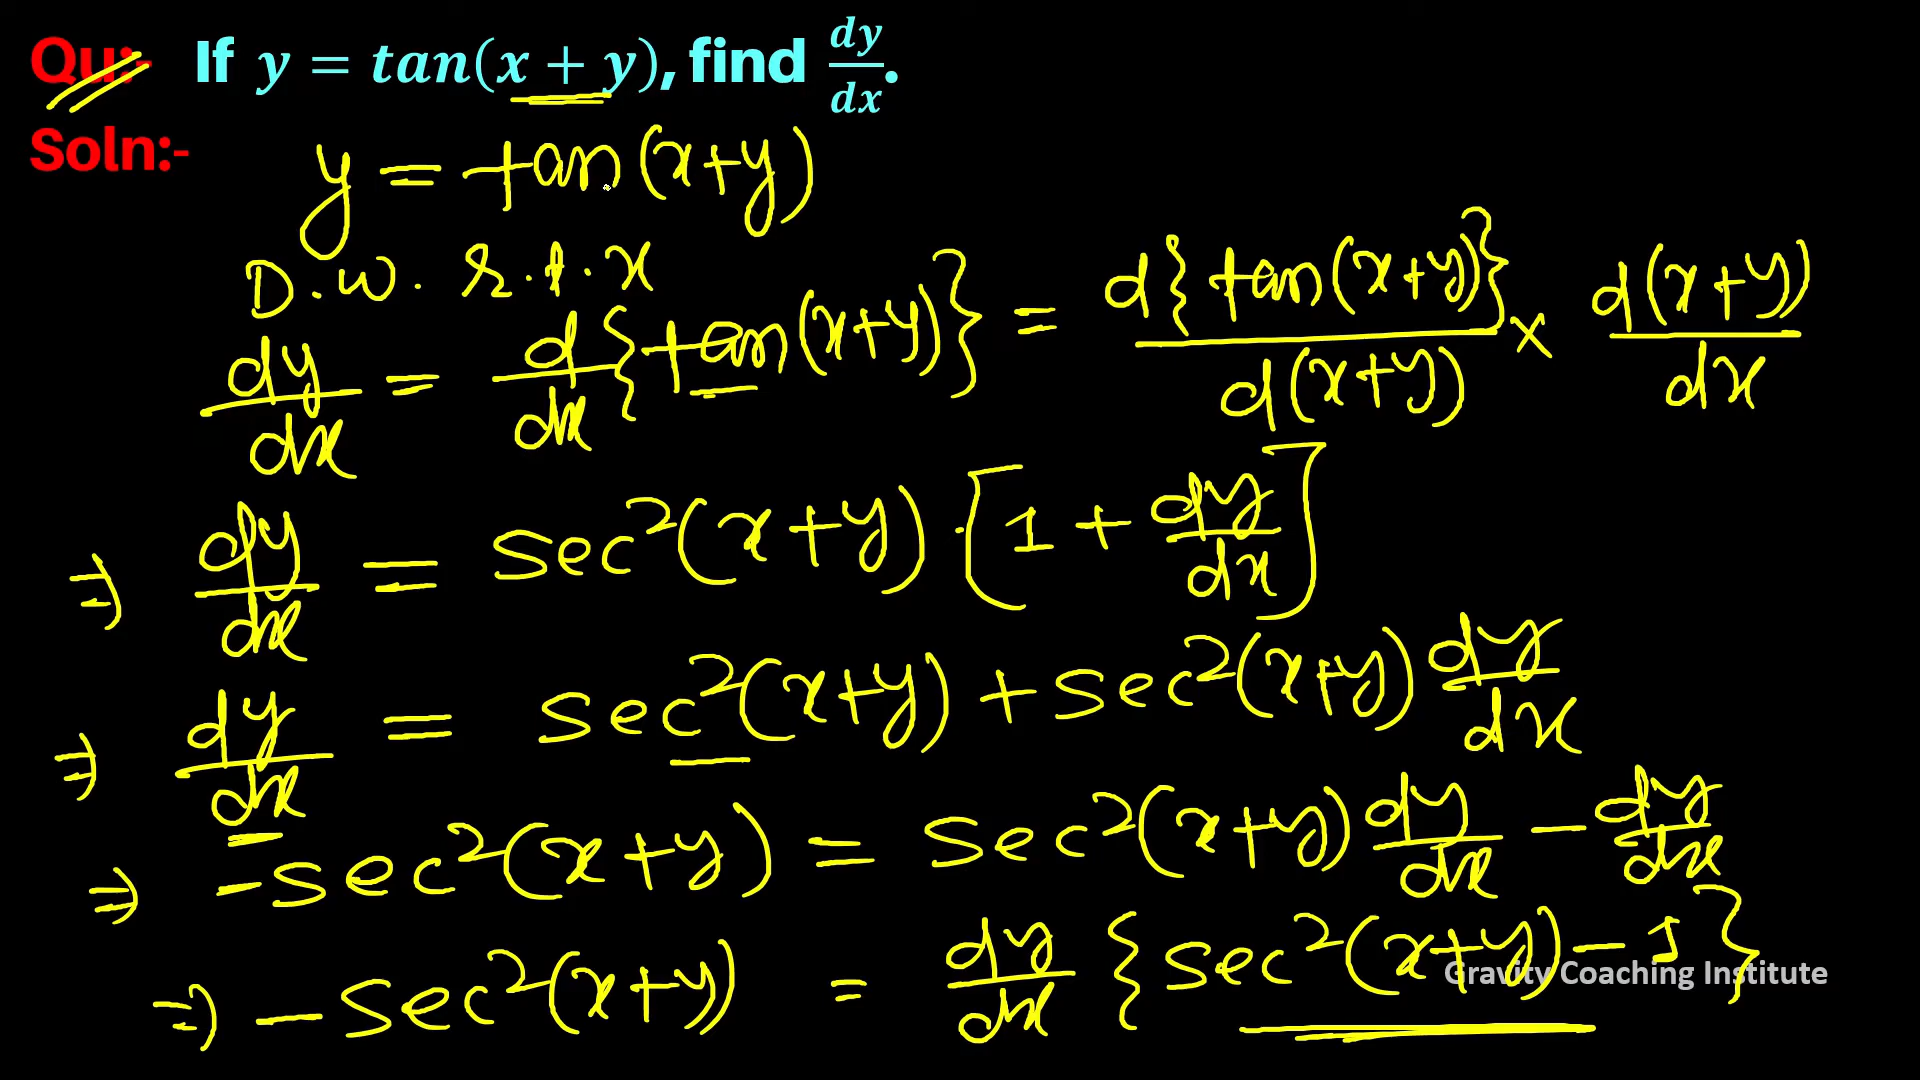 Qu:- If y = tan(x + y), find dy/dx.
Soln:- y = tan(x+y)
D.w.r.t.x
dy/dx = d/dx{tan(x+y)} = d{tan(x+y)}/d(x+y) × d(x+y)/dx
⇒ dy/dx = sec²(x+y).[1 + dy/dx]
⇒ dy/dx = sec²(x+y) + sec²(x+y) dy/dx
⇒ -sec²(x+y) = sec²(x+y) dy/dx - dy/dx
⇒ -sec²(x+y) = dy/dx {sec²(x+y) - 1}
Gravity Coaching Institute